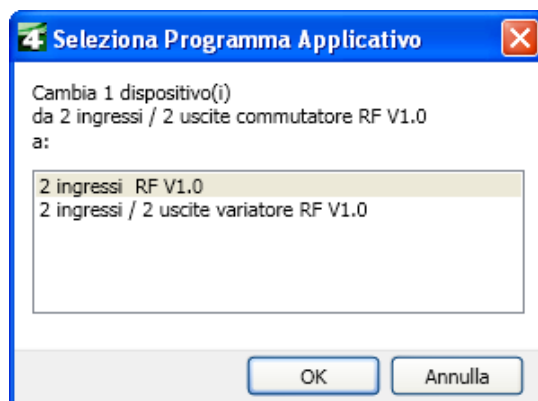 4 Seleziona Programma Applicativo
Cambia 1 dispositivo(i)
da 2 ingressi / 2 uscite commutatore RF V1.0
a:
2 ingressi RF V1.0
2 ingressi / 2 uscite variatore RF V1.0
OK Annulla